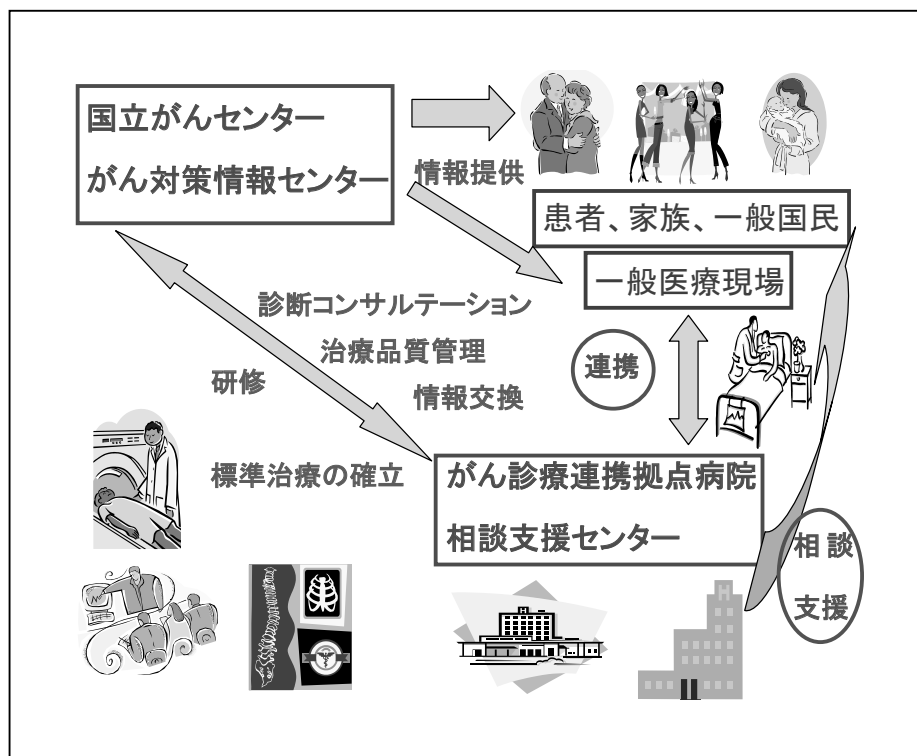 国立がんセンター
がん対策情報センター
情報提供
患者、家族、一般国民
一般医療現場
診断コンサルテーション
治療品質管理
情報交換
研修
標準治療の確立
連携
がん診療連携拠点病院
相談支援センター
相談
支援
H